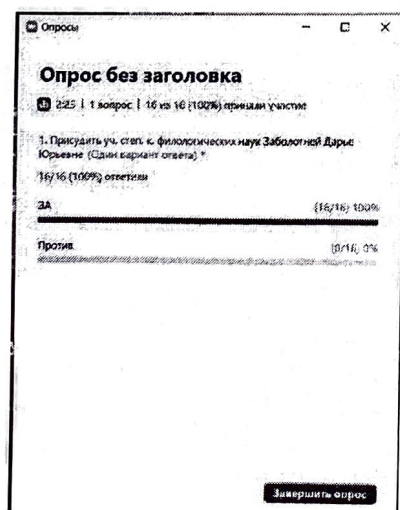 Опросы
Опрос без заголовка
2:25 | 1 вопрос | 16 из 16 (100%) приняли участие
1. Присудить уч. степ. к. филологических наук Заболотной Дарье
Юрьевне (Один вариант ответа) *
16/16 (100%) ответили
ЗА (16/16) 100%
Против (0/16) 0%
Завершить опрос